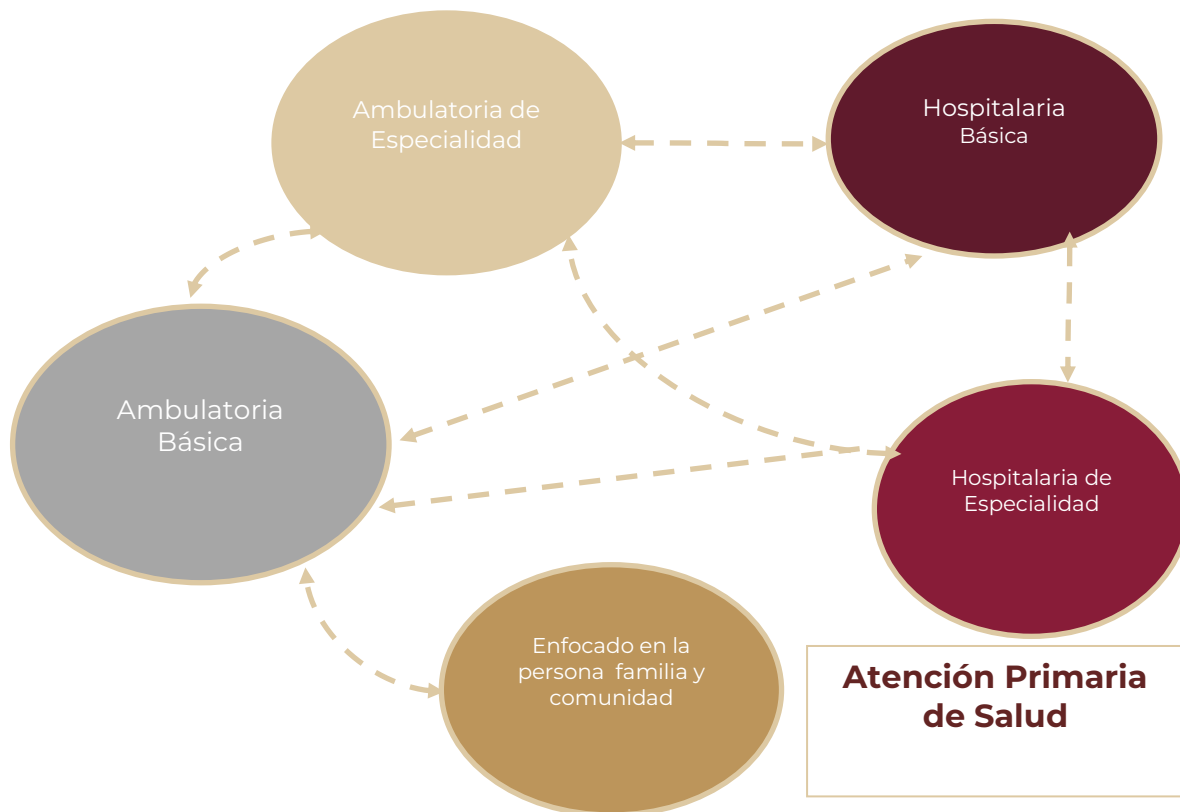 Ambulatoria de
Especialidad
Hospitalaria
Básica
Ambulatoria
Básica
Hospitalaria de
Especialidad
Enfocado en la
persona familia y
comunidad
Atención Primaria
de Salud